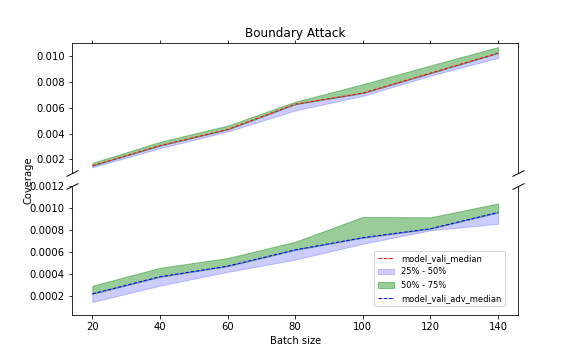 Boundary Attack
0.010
0.008
0.006
0.004
0.002
Coverage
0.0012
0.0010
0.0008
0.0006
0.0004
0.0002
model_vali_median
25% - 50%
50% - 75%
model_vali_adv_median
20 40 60 80 100 120 140
Batch size